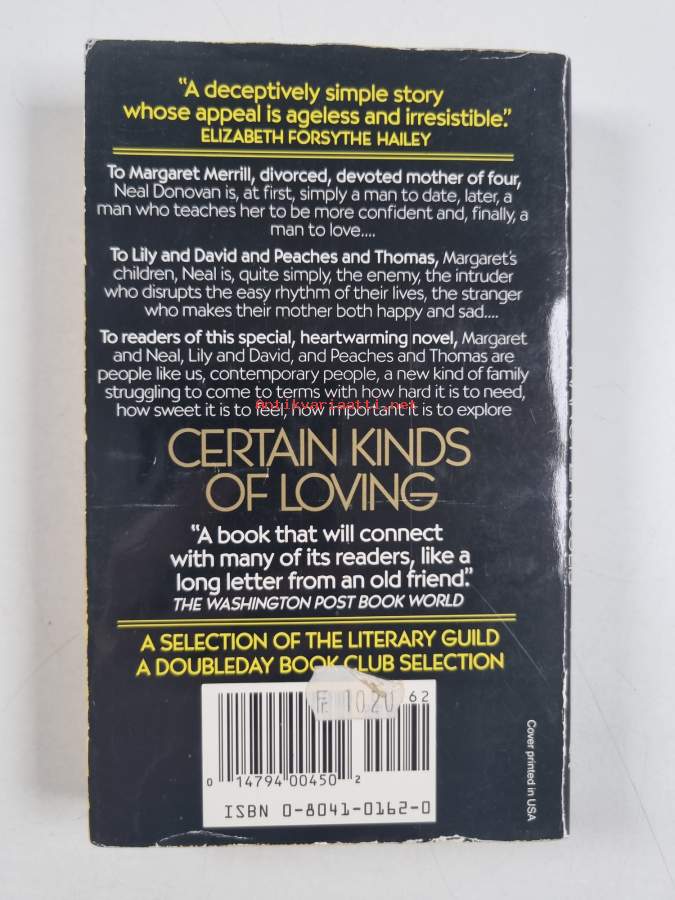 "A deceptively simple story
whose appeal is ageless and irresistible."
ELIZABETH FORSYTHE HAILEY
To Margaret Merrill, divorced, devoted mother of four,
Neal Donovan is, at first, simply a man to date, later, a
man who teaches her to be more confident and, finally, a
man to love....
To Lily and David and Peaches and Thomas, Margaret's
children, Neal is, quite simply, the enemy, the intruder
who disrupts the easy rhythm of their lives, the stranger
who makes their mother both happy and sad....
To readers of this special, heartwarming novel, Margaret
and Neal, Lily and David, and Peaches and Thomas are
people like us, contemporary people, a new kind of family
struggling to come to terms with how hard it is to need,
how sweet it is to feel, how important it is to explore
Antikvariaatti.net
CERTAIN KINDS
OF LOVING
"A book that will connect
with many of its readers, like a
long letter from an old friend."
THE WASHINGTON POST BOOK WORLD
A SELECTION OF THE LITERARY GUILD
A DOUBLEDAY BOOK CLUB SELECTION
F. 1020
62
0 14794 00450 2
ISBN 0-8041-0162-0
Cover printed in USA